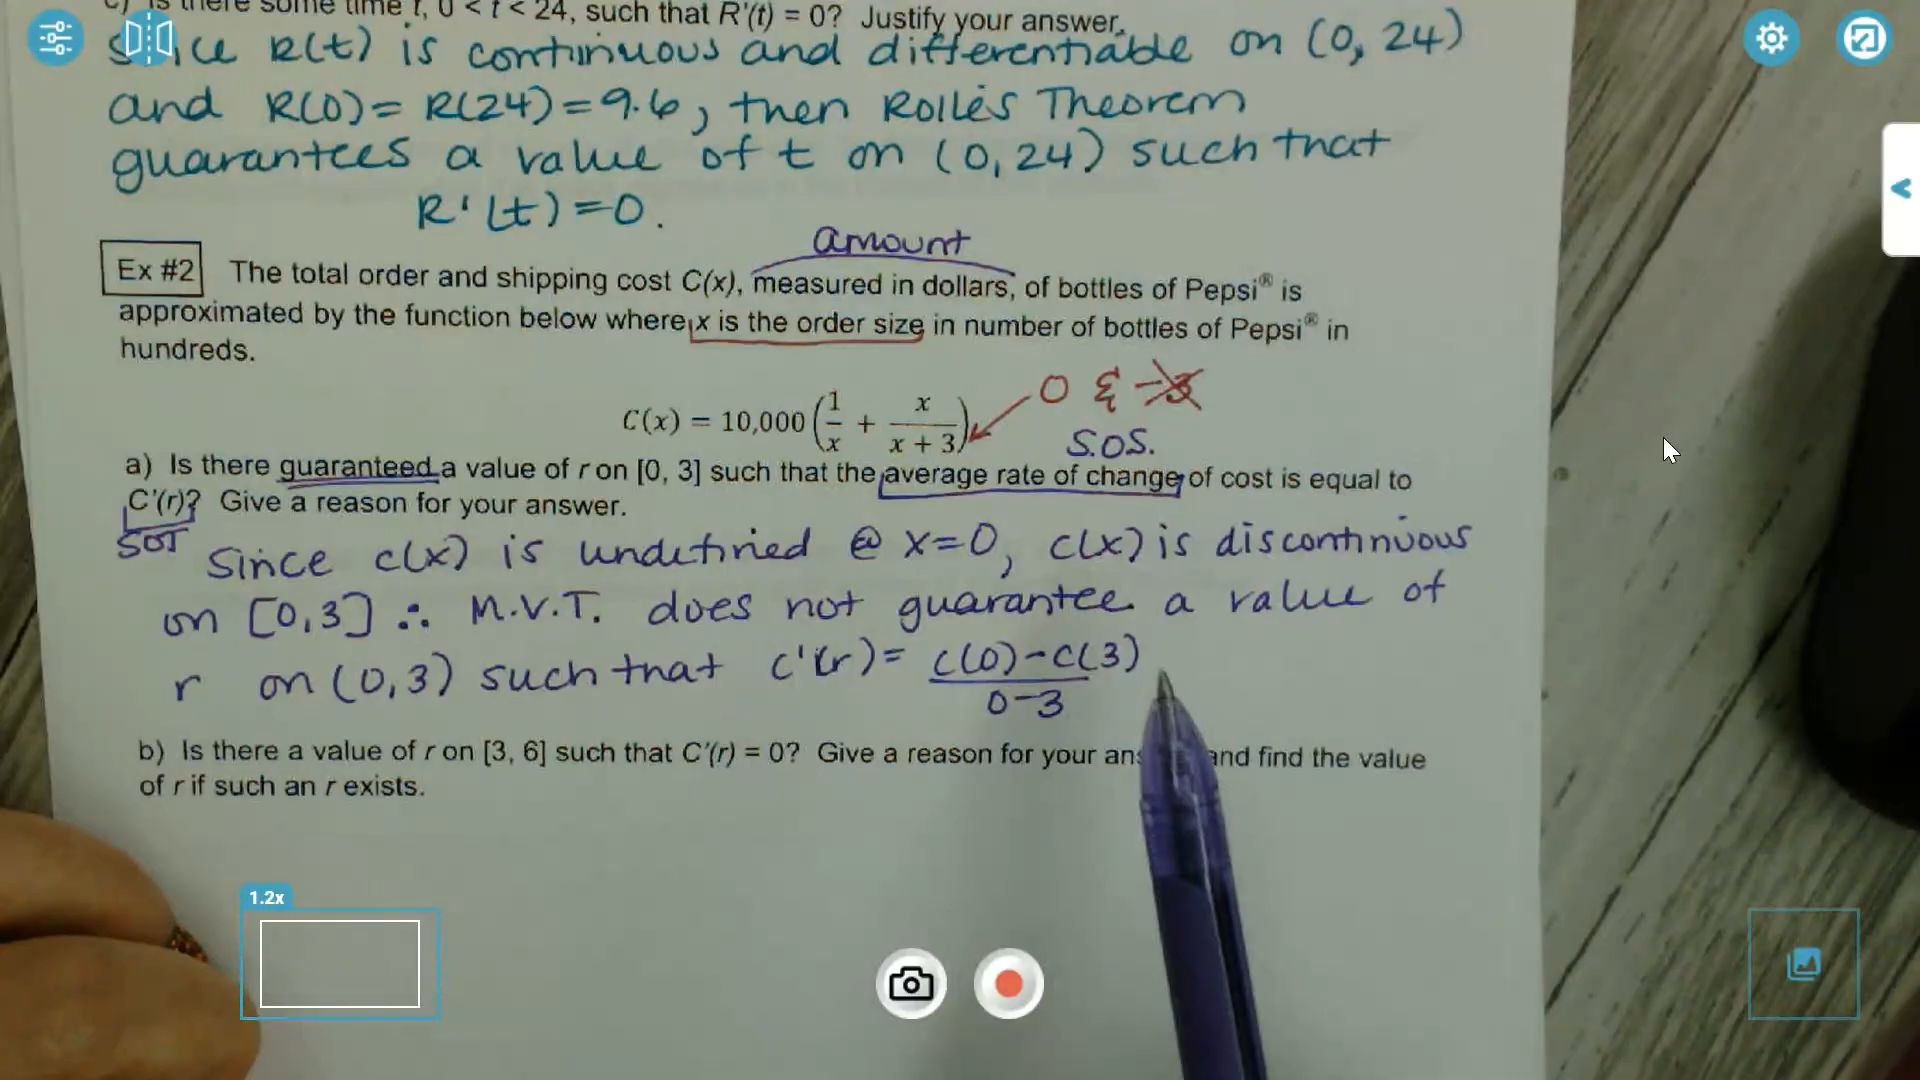 c) Is there some time t, 0 < t < 24, such that R'(t) = 0? Justify your answer.
Since R(t) is continuous and differentiable on (0, 24)
and R(0) = R(24) = 9.6, then Rolle's Theorem
guarantees a value of t on (0,24) such that
R'(t) = 0.
amount
Ex #2 The total order and shipping cost C(x), measured in dollars, of bottles of Pepsi® is
approximated by the function below where x is the order size in number of bottles of Pepsi® in
hundreds.
C(x) = 10,000 (1/x + x/(x + 3)) 0 & -3
S.O.S.
a) Is there guaranteed a value of r on [0, 3] such that the average rate of change of cost is equal to
C'(r)? Give a reason for your answer.
SOT
Since c(x) is undefined @ x=0, c(x) is discontinuous
on [0,3] ∴ M.V.T. does not guarantee a value of
r on (0,3) such that c'(r) = (c(0)-c(3))/(0-3)
b) Is there a value of r on [3, 6] such that C'(r) = 0? Give a reason for your and find the value
of r if such an r exists.
1.2x